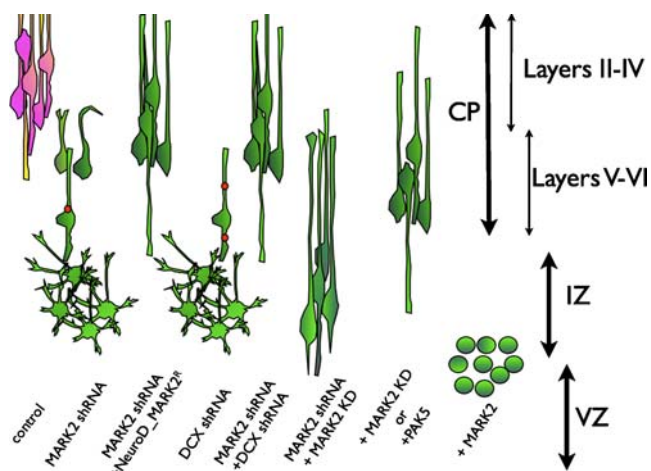 Layers II-IV
CP
Layers V-VI
IZ
VZ
control
MARK2 shRNA
MARK2 shRNA
+NeuroD_MARK2ᴿ
DCX shRNA
MARK2 shRNA
+DCX shRNA
MARK2 shRNA
+ MARK2 KD
+ MARK2 KD
or
+PAK5
+ MARK2